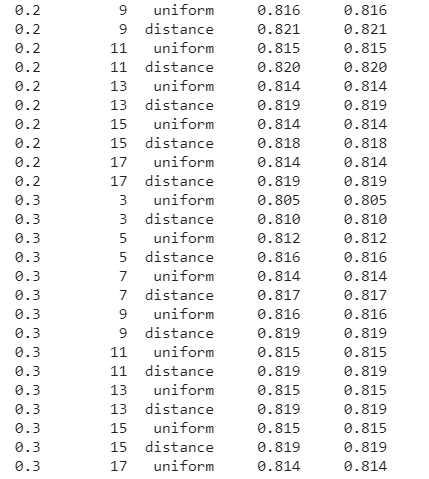 0.2 9 uniform 0.816 0.816
0.2 9 distance 0.821 0.821
0.2 11 uniform 0.815 0.815
0.2 11 distance 0.820 0.820
0.2 13 uniform 0.814 0.814
0.2 13 distance 0.819 0.819
0.2 15 uniform 0.814 0.814
0.2 15 distance 0.818 0.818
0.2 17 uniform 0.814 0.814
0.2 17 distance 0.819 0.819
0.3 3 uniform 0.805 0.805
0.3 3 distance 0.810 0.810
0.3 5 uniform 0.812 0.812
0.3 5 distance 0.816 0.816
0.3 7 uniform 0.814 0.814
0.3 7 distance 0.817 0.817
0.3 9 uniform 0.816 0.816
0.3 9 distance 0.819 0.819
0.3 11 uniform 0.815 0.815
0.3 11 distance 0.819 0.819
0.3 13 uniform 0.815 0.815
0.3 13 distance 0.819 0.819
0.3 15 uniform 0.815 0.815
0.3 15 distance 0.819 0.819
0.3 17 uniform 0.814 0.814